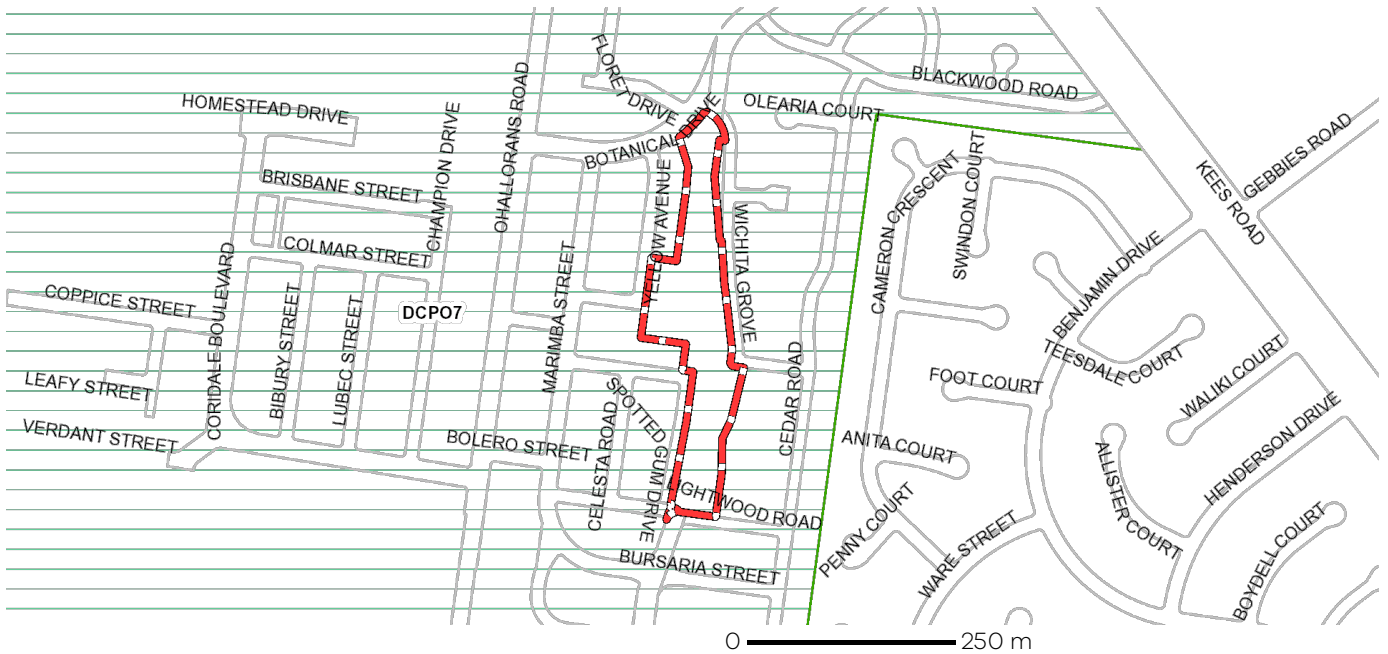 FLORET DRIVE
BLACKWOOD ROAD
HOMESTEAD DRIVE
OLEARIA COURT
BOTANICAL DRIVE
OHALLORANS ROAD
CHAMPION DRIVE
GEBBIES ROAD
KEES ROAD
SWINDON COURT
CAMERON CRESCENT
BRISBANE STREET
YELLOW AVENUE
WICHITA GROVE
COLMAR STREET
BENJAMIN DRIVE
COPPICE STREET
CORIDALE BOULEVARD
BIBURY STREET
LUBEC STREET
DCPO7
MARIMBA STREET
TEESDALE COURT
WALIKI COURT
FOOT COURT
LEAFY STREET
SPOTTED GUM DRIVE
CEDAR ROAD
HENDERSON DRIVE
VERDANT STREET
BOLERO STREET
CELESTA ROAD
ANITA COURT
ALLISTER COURT
LIGHTWOOD ROAD
PENNY COURT
WARE STREET
BOYDELL COURT
BURSARIA STREET
0 250 m